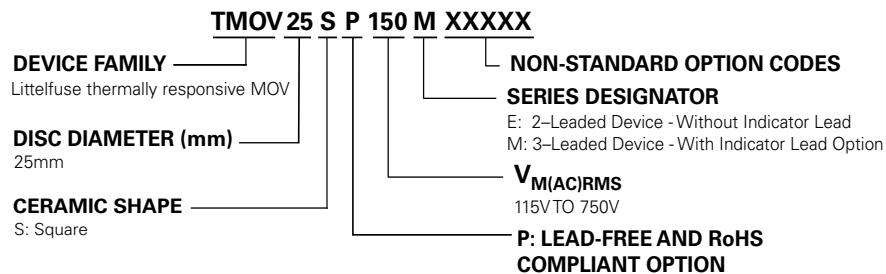 TMOV 25 S P 150 M XXXXX
DEVICE FAMILY
Littelfuse thermally responsive MOV
DISC DIAMETER (mm)
25mm
CERAMIC SHAPE
S: Square
NON-STANDARD OPTION CODES
SERIES DESIGNATOR
E: 2–Leaded Device - Without Indicator Lead
M: 3–Leaded Device - With Indicator Lead Option
VM(AC)RMS
115V TO 750V
P: LEAD-FREE AND RoHS
COMPLIANT OPTION